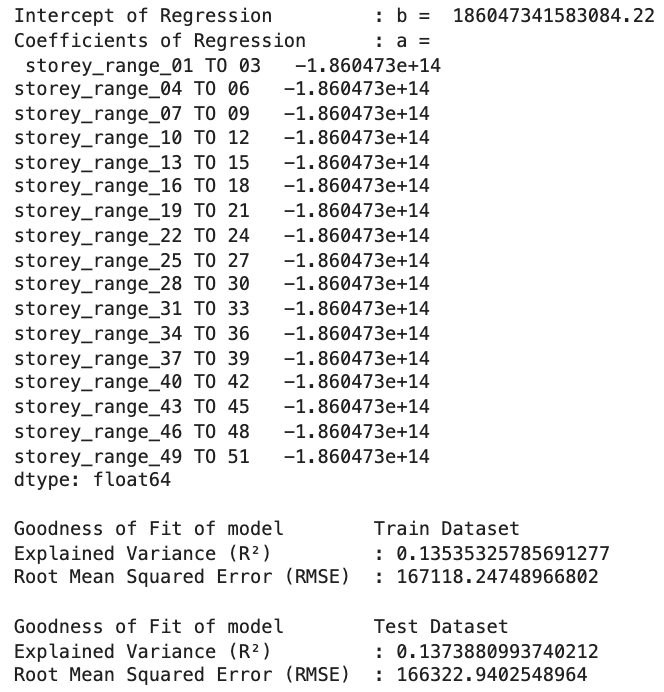 Intercept of Regression : b = 186047341583084.22
Coefficients of Regression : a =
storey_range_01 TO 03 -1.860473e+14
storey_range_04 TO 06 -1.860473e+14
storey_range_07 TO 09 -1.860473e+14
storey_range_10 TO 12 -1.860473e+14
storey_range_13 TO 15 -1.860473e+14
storey_range_16 TO 18 -1.860473e+14
storey_range_19 TO 21 -1.860473e+14
storey_range_22 TO 24 -1.860473e+14
storey_range_25 TO 27 -1.860473e+14
storey_range_28 TO 30 -1.860473e+14
storey_range_31 TO 33 -1.860473e+14
storey_range_34 TO 36 -1.860473e+14
storey_range_37 TO 39 -1.860473e+14
storey_range_40 TO 42 -1.860473e+14
storey_range_43 TO 45 -1.860473e+14
storey_range_46 TO 48 -1.860473e+14
storey_range_49 TO 51 -1.860473e+14
dtype: float64
Goodness of Fit of model Train Dataset
Explained Variance (R²) : 0.13535325785691277
Root Mean Squared Error (RMSE) : 167118.24748966802
Goodness of Fit of model Test Dataset
Explained Variance (R²) : 0.1373880993740212
Root Mean Squared Error (RMSE) : 166322.9402548964